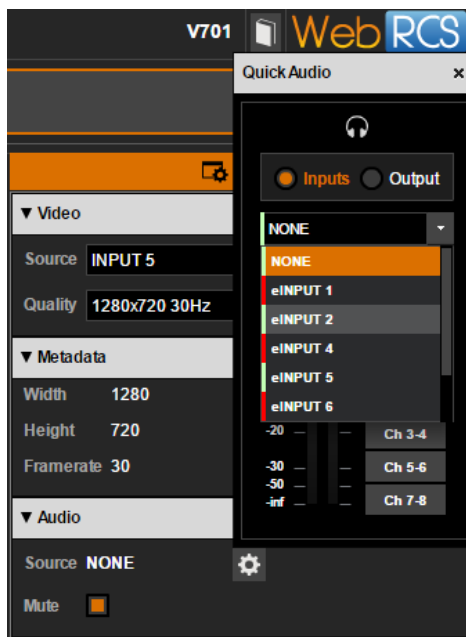 V701 WebRCS
Quick Audio x
Inputs Output
▼ Video
NONE
Source INPUT 5
NONE
eINPUT 1
Quality 1280x720 30Hz
eINPUT 2
▼ Metadata
eINPUT 4
eINPUT 5
Width 1280
eINPUT 6
Height 720
-20 Ch 3-4
Framerate 30
-30 Ch 5-6
-50
-inf Ch 7-8
▼ Audio
Source NONE
Mute